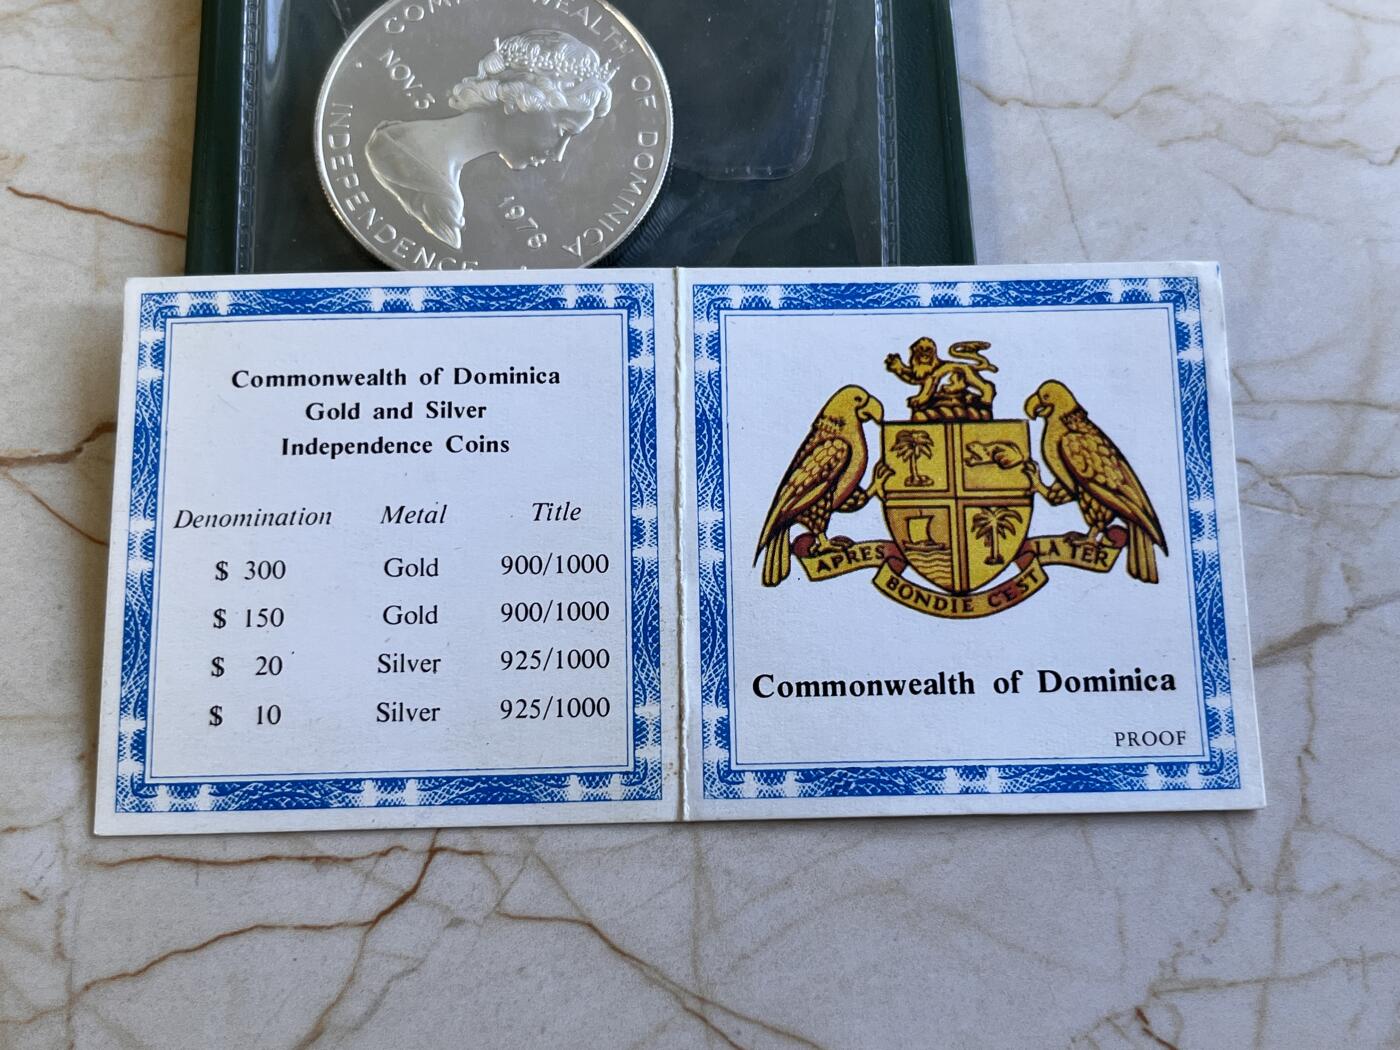 COMMONWEALTH OF DOMINICA
NOV. 3
1978
INDEPENDENCE
Commonwealth of Dominica
Gold and Silver
Independence Coins
Denomination Metal Title
$ 300 Gold 900/1000
$ 150 Gold 900/1000
$ 20 Silver 925/1000
$ 10 Silver 925/1000
APRES BONDIE C'EST LA TER
Commonwealth of Dominica
PROOF